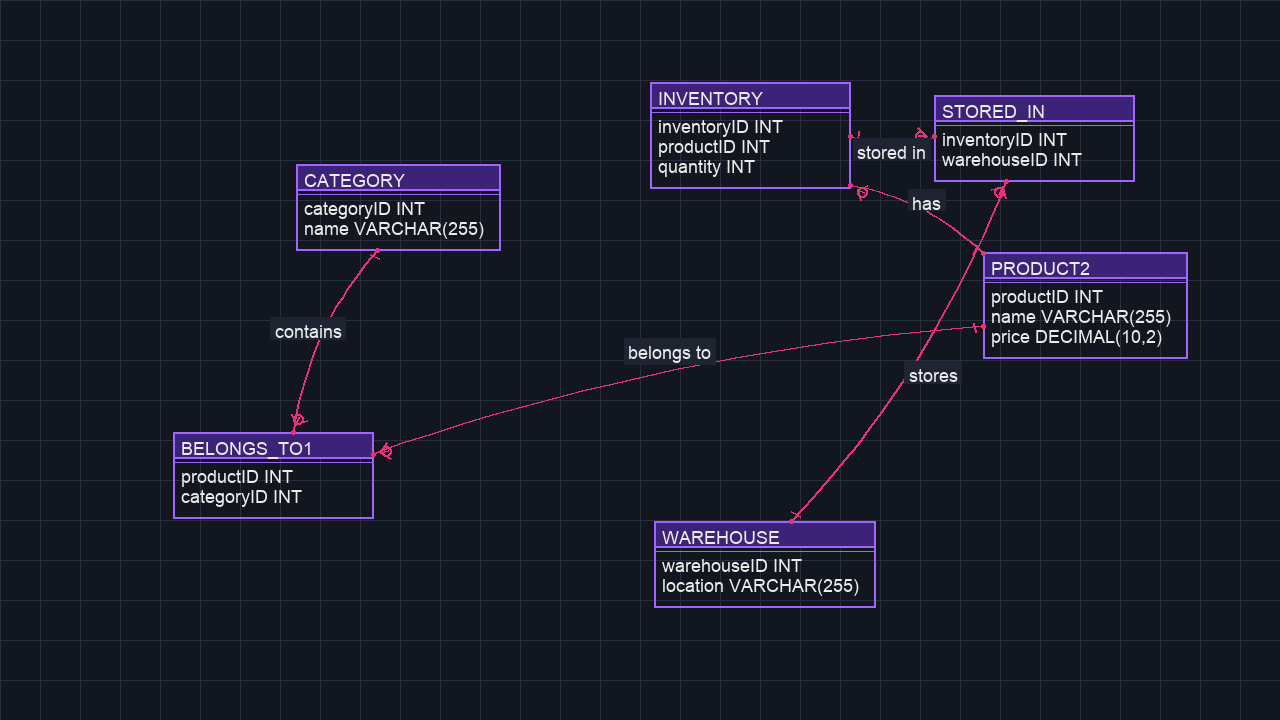 INVENTORY
inventoryID INT
productID INT
quantity INT
stored in
STORED_IN
inventoryID INT
warehouseID INT
CATEGORY
categoryID INT
name VARCHAR(255)
has
PRODUCT2
productID INT
name VARCHAR(255)
price DECIMAL(10,2)
contains
belongs to
stores
BELONGS_TO1
productID INT
categoryID INT
WAREHOUSE
warehouseID INT
location VARCHAR(255)